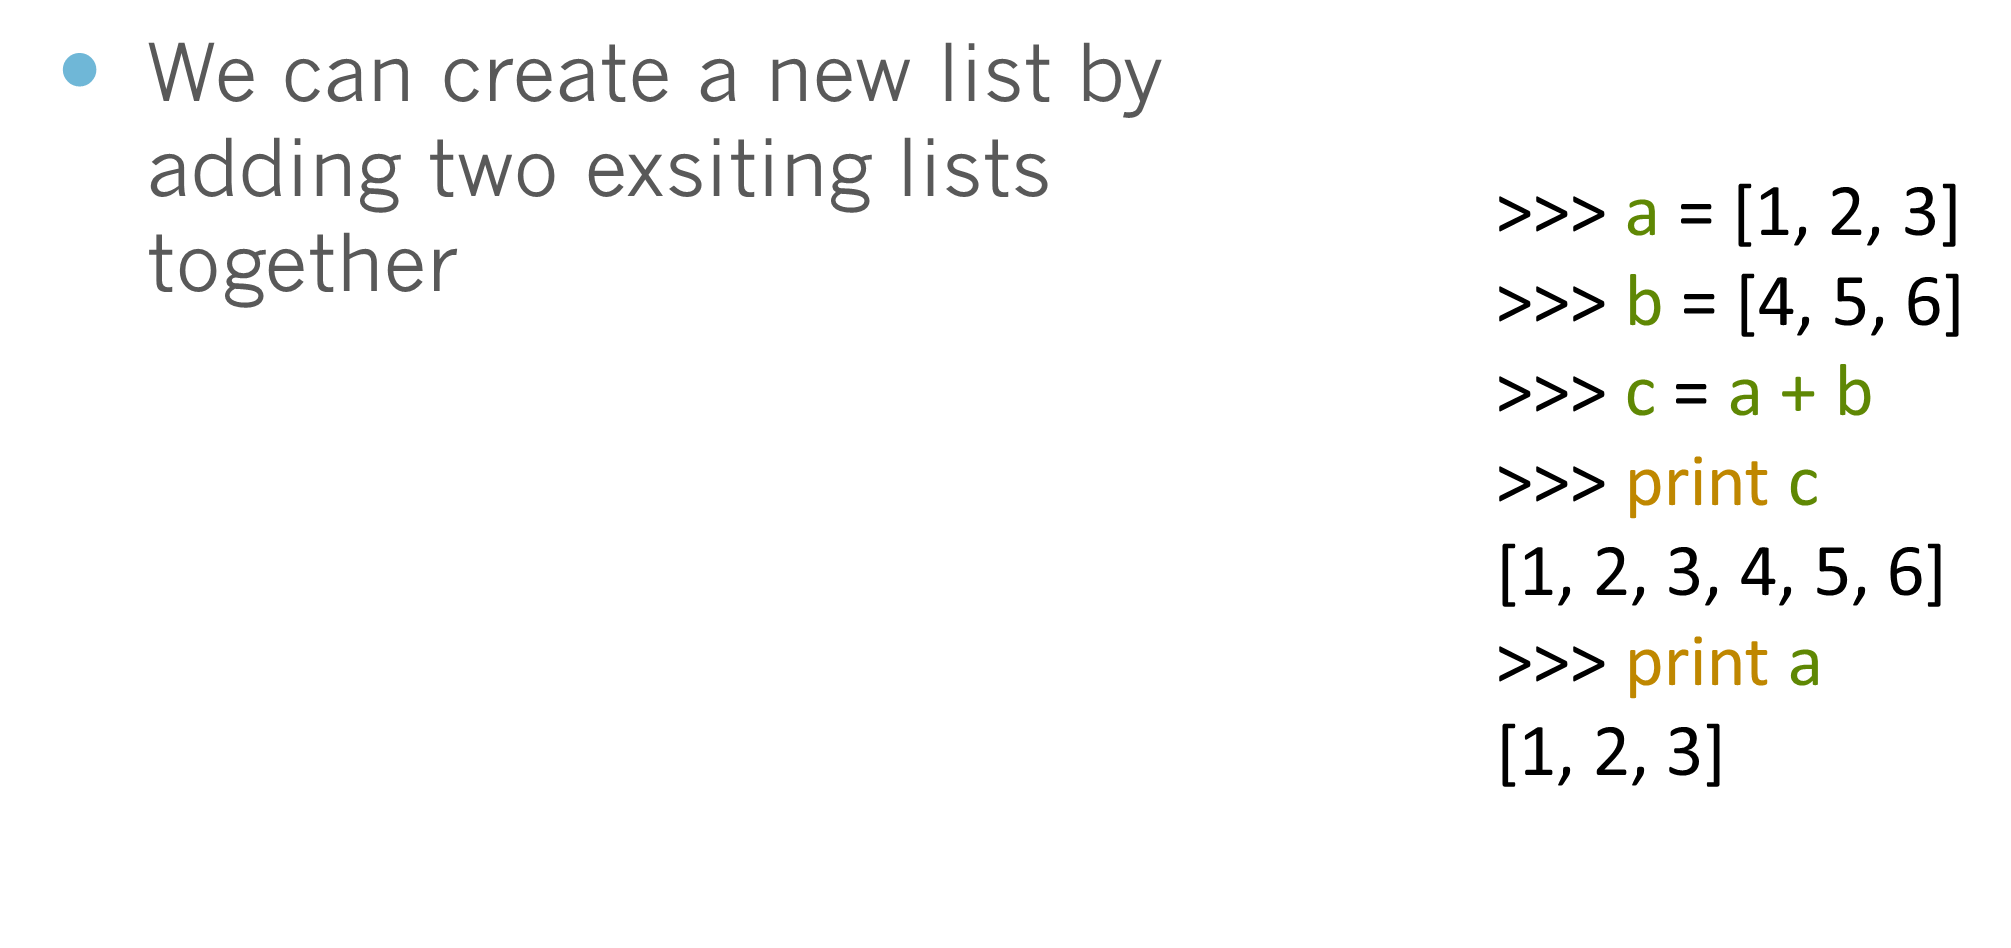 • We can create a new list by
adding two exsiting lists
together
>>> a = [1, 2, 3]
>>> b = [4, 5, 6]
>>> c = a + b
>>> print c
[1, 2, 3, 4, 5, 6]
>>> print a
[1, 2, 3]